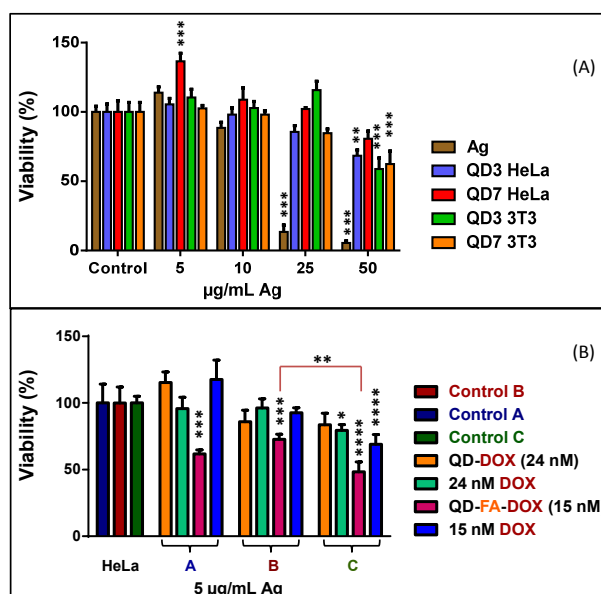 (A)
Viability (%)
150
100
50
0
***
***
***
**
***
***
Control
5
10
25
50
µg/mL Ag
Ag
QD3 HeLa
QD7 HeLa
QD3 3T3
QD7 3T3
(B)
Viability (%)
150
100
50
0
**
***
***
*
****
****
HeLa
A
B
C
5 µg/mL Ag
Control B
Control A
Control C
QD-DOX (24 nM)
24 nM DOX
QD-FA-DOX (15 nM
15 nM DOX